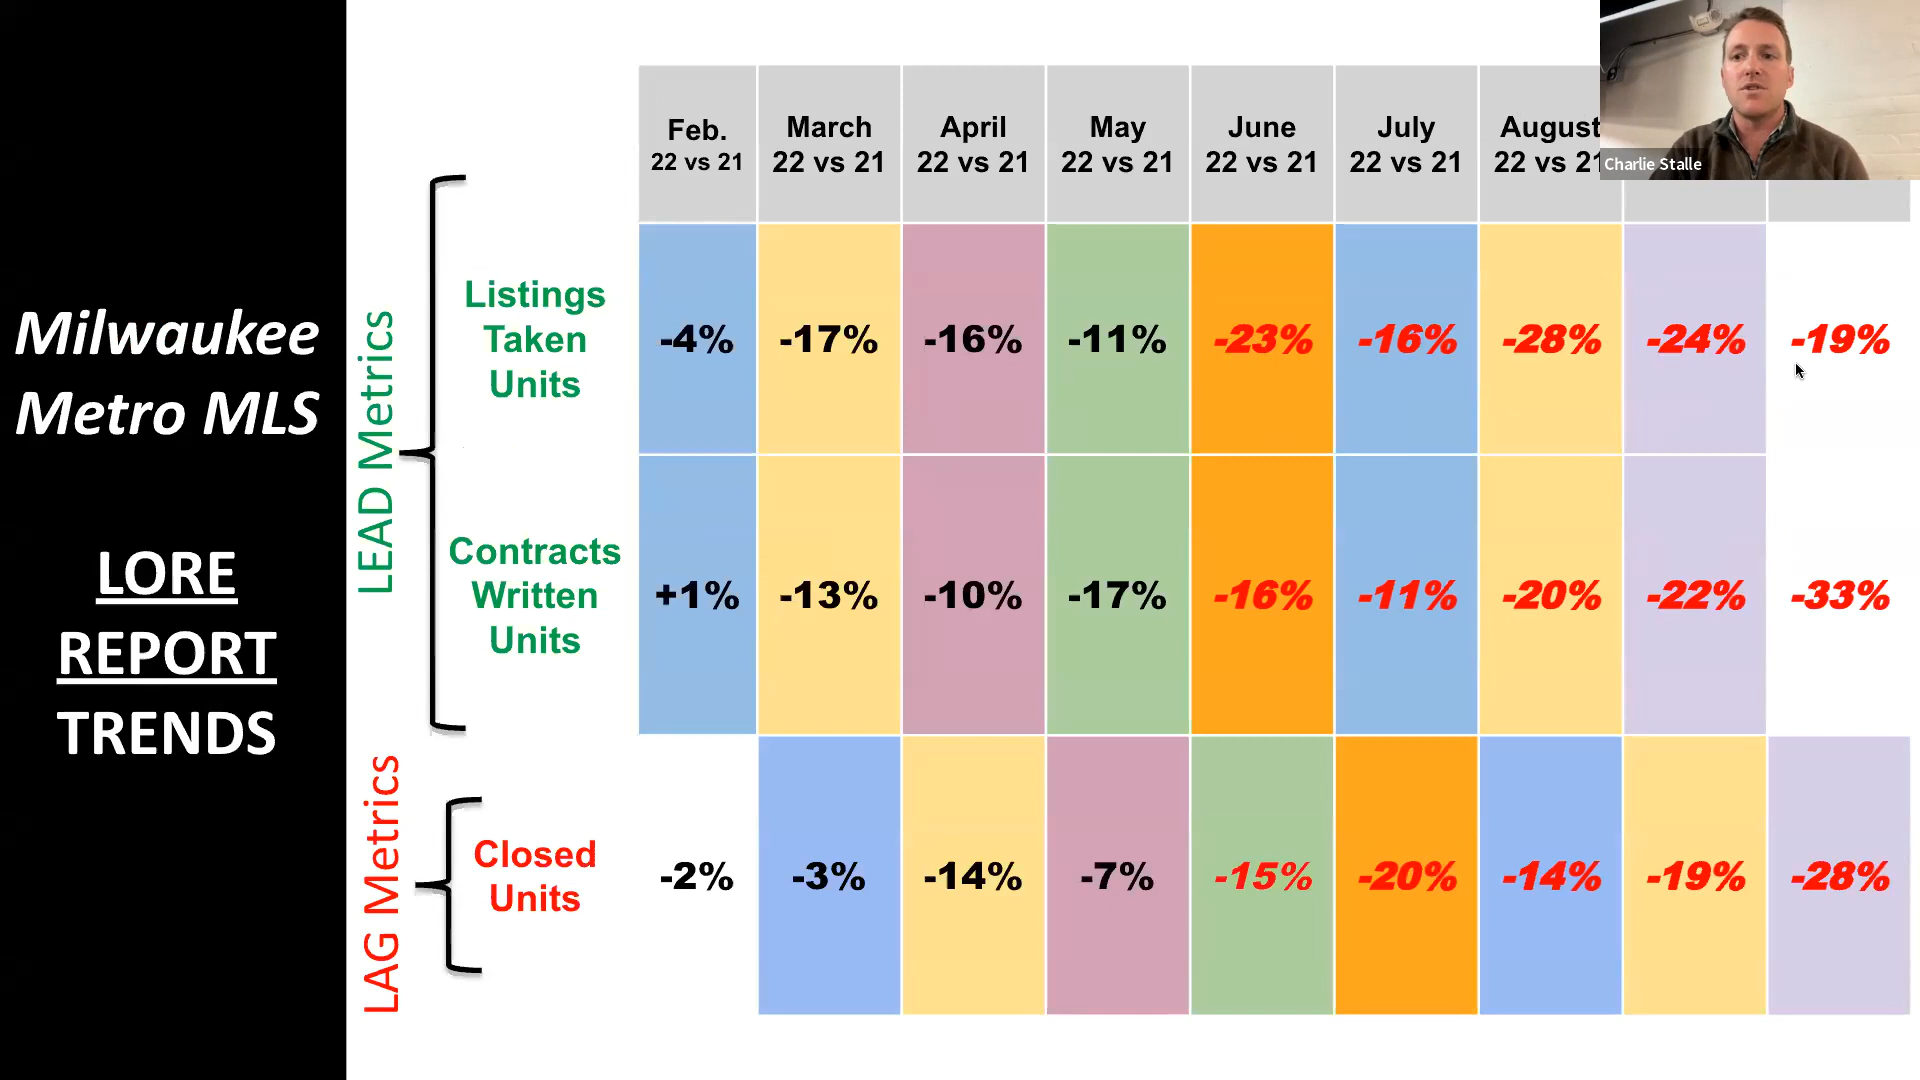 Milwaukee
Metro MLS
LORE
REPORT
TRENDS
LEAD Metrics
LAG Metrics
Feb.
22 vs 21
March
22 vs 21
April
22 vs 21
May
22 vs 21
June
22 vs 21
July
22 vs 21
August
22 vs 21
Charlie Stalle
Listings
Taken
Units
-4%
-17%
-16%
-11%
-23%
-16%
-28%
-24%
-19%
Contracts
Written
Units
+1%
-13%
-10%
-17%
-16%
-11%
-20%
-22%
-33%
Closed
Units
-2%
-3%
-14%
-7%
-15%
-20%
-14%
-19%
-28%